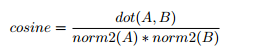 cosine = dot(A, B) / norm2(A) * norm2(B)